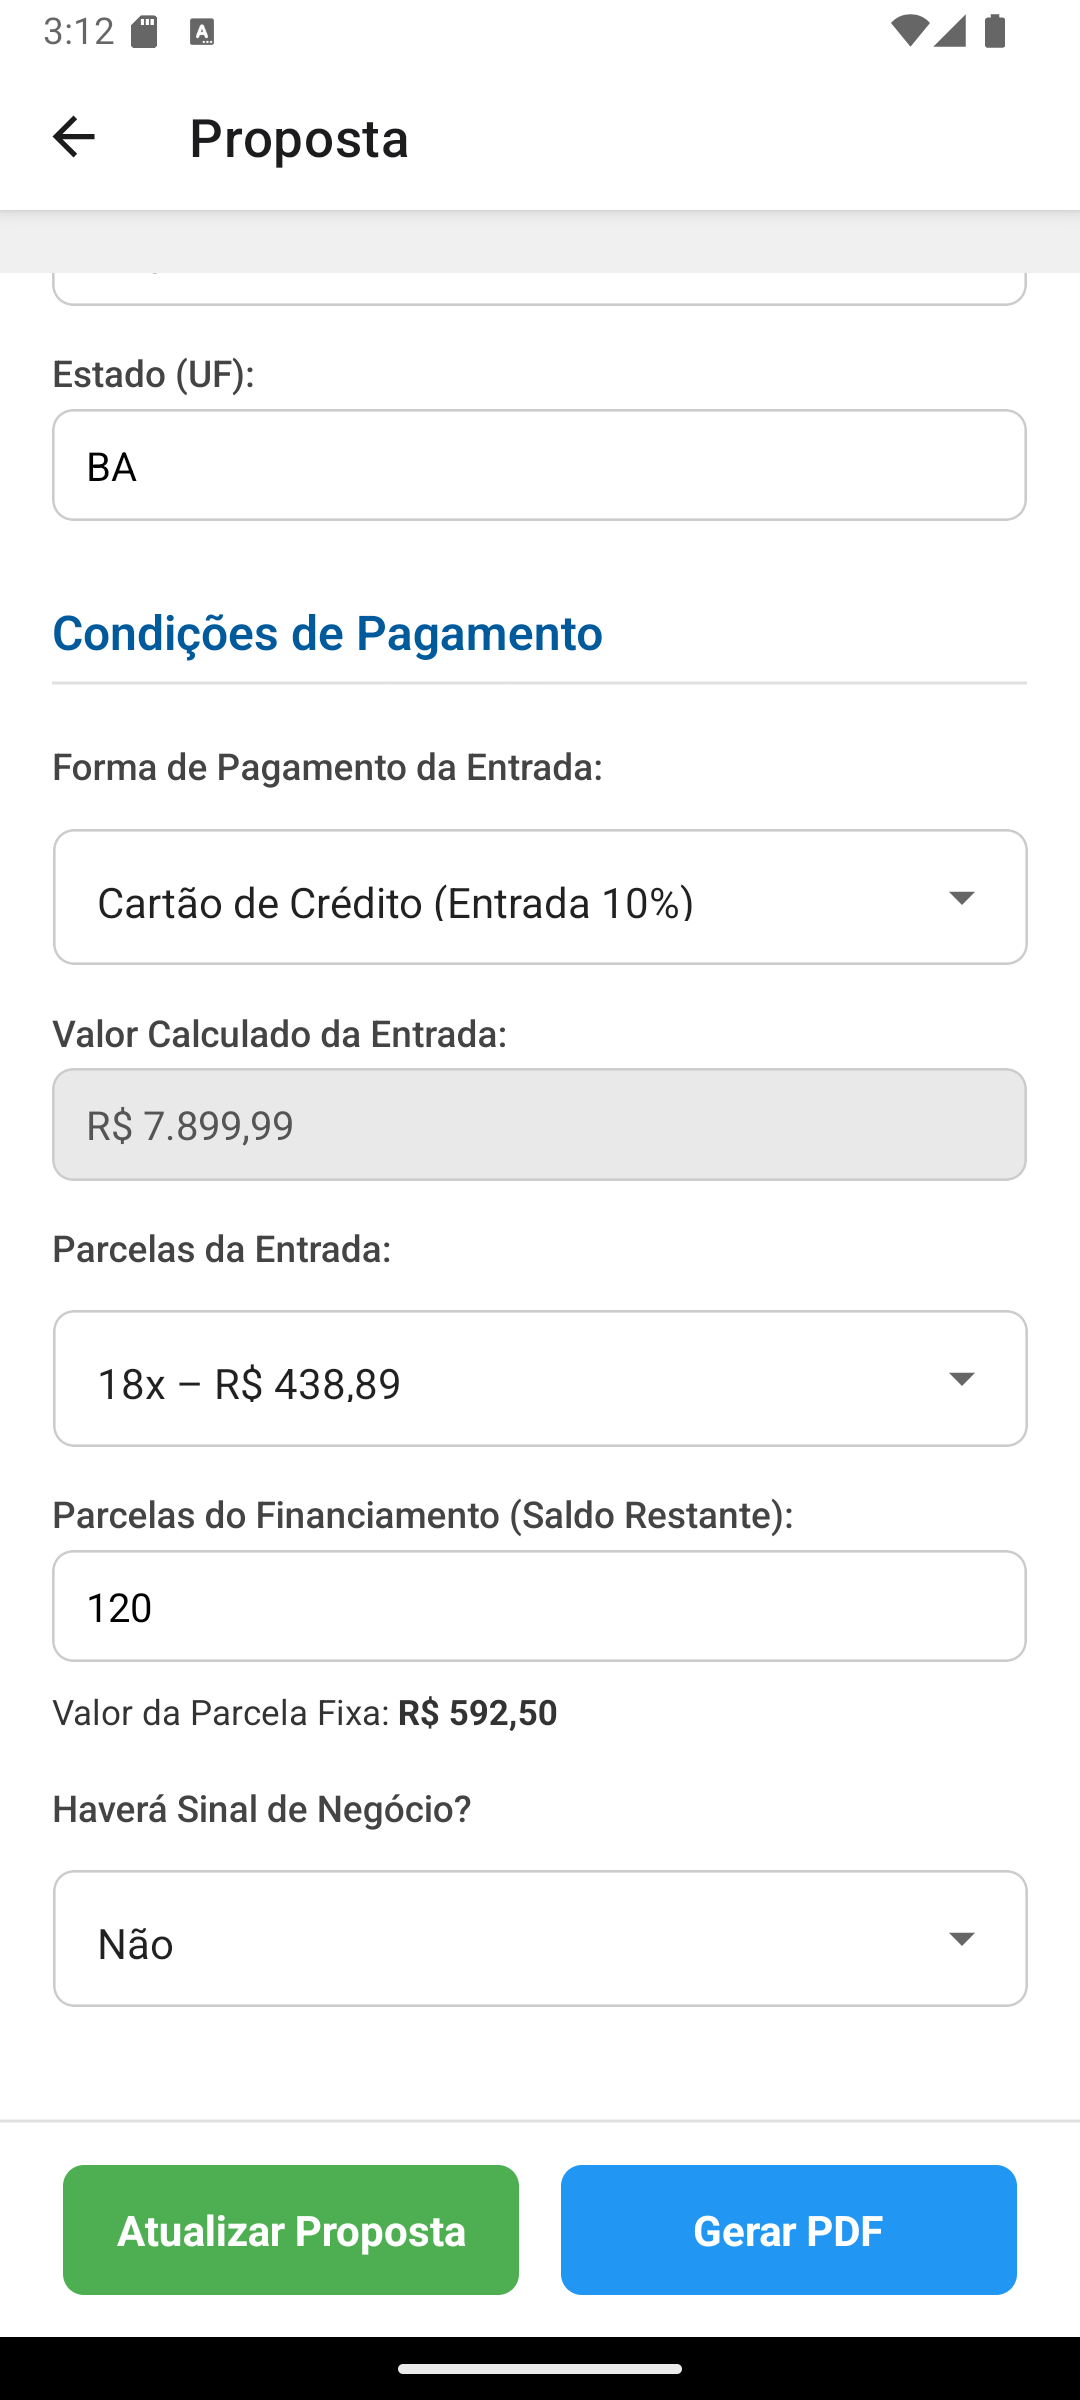 3:12
Proposta
Estado (UF):
BA
Condições de Pagamento
Forma de Pagamento da Entrada:
Cartão de Crédito (Entrada 10%)
Valor Calculado da Entrada:
R$ 7.899,99
Parcelas da Entrada:
18x – R$ 438,89
Parcelas do Financiamento (Saldo Restante):
120
Valor da Parcela Fixa: R$ 592,50
Haverá Sinal de Negócio?
Não
Atualizar Proposta
Gerar PDF